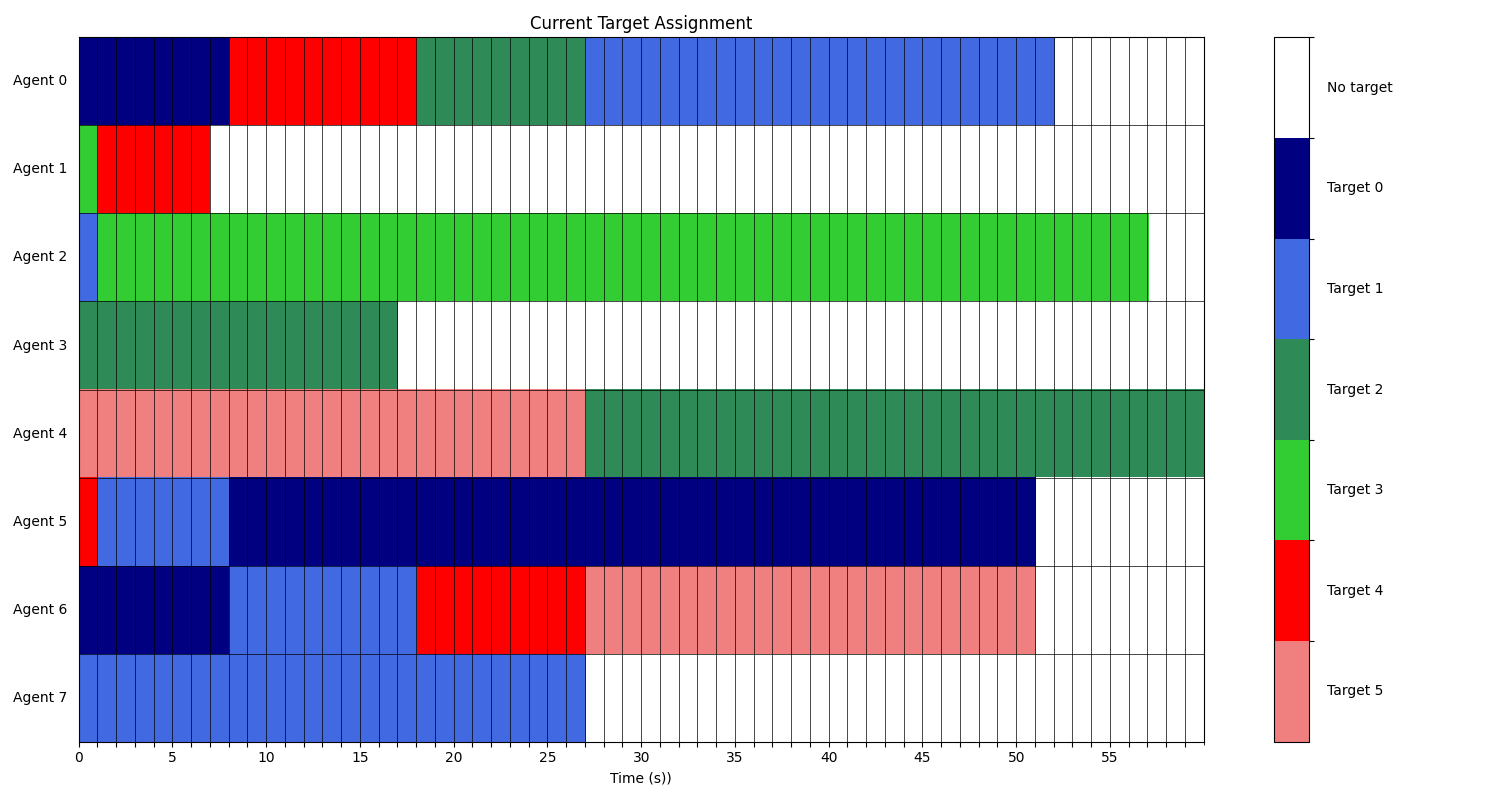 Current Target Assignment
Agent 0
Agent 1
Agent 2
Agent 3
Agent 4
Agent 5
Agent 6
Agent 7
0 5 10 15 20 25 30 35 40 45 50 55
Time (s))
No target
Target 0
Target 1
Target 2
Target 3
Target 4
Target 5